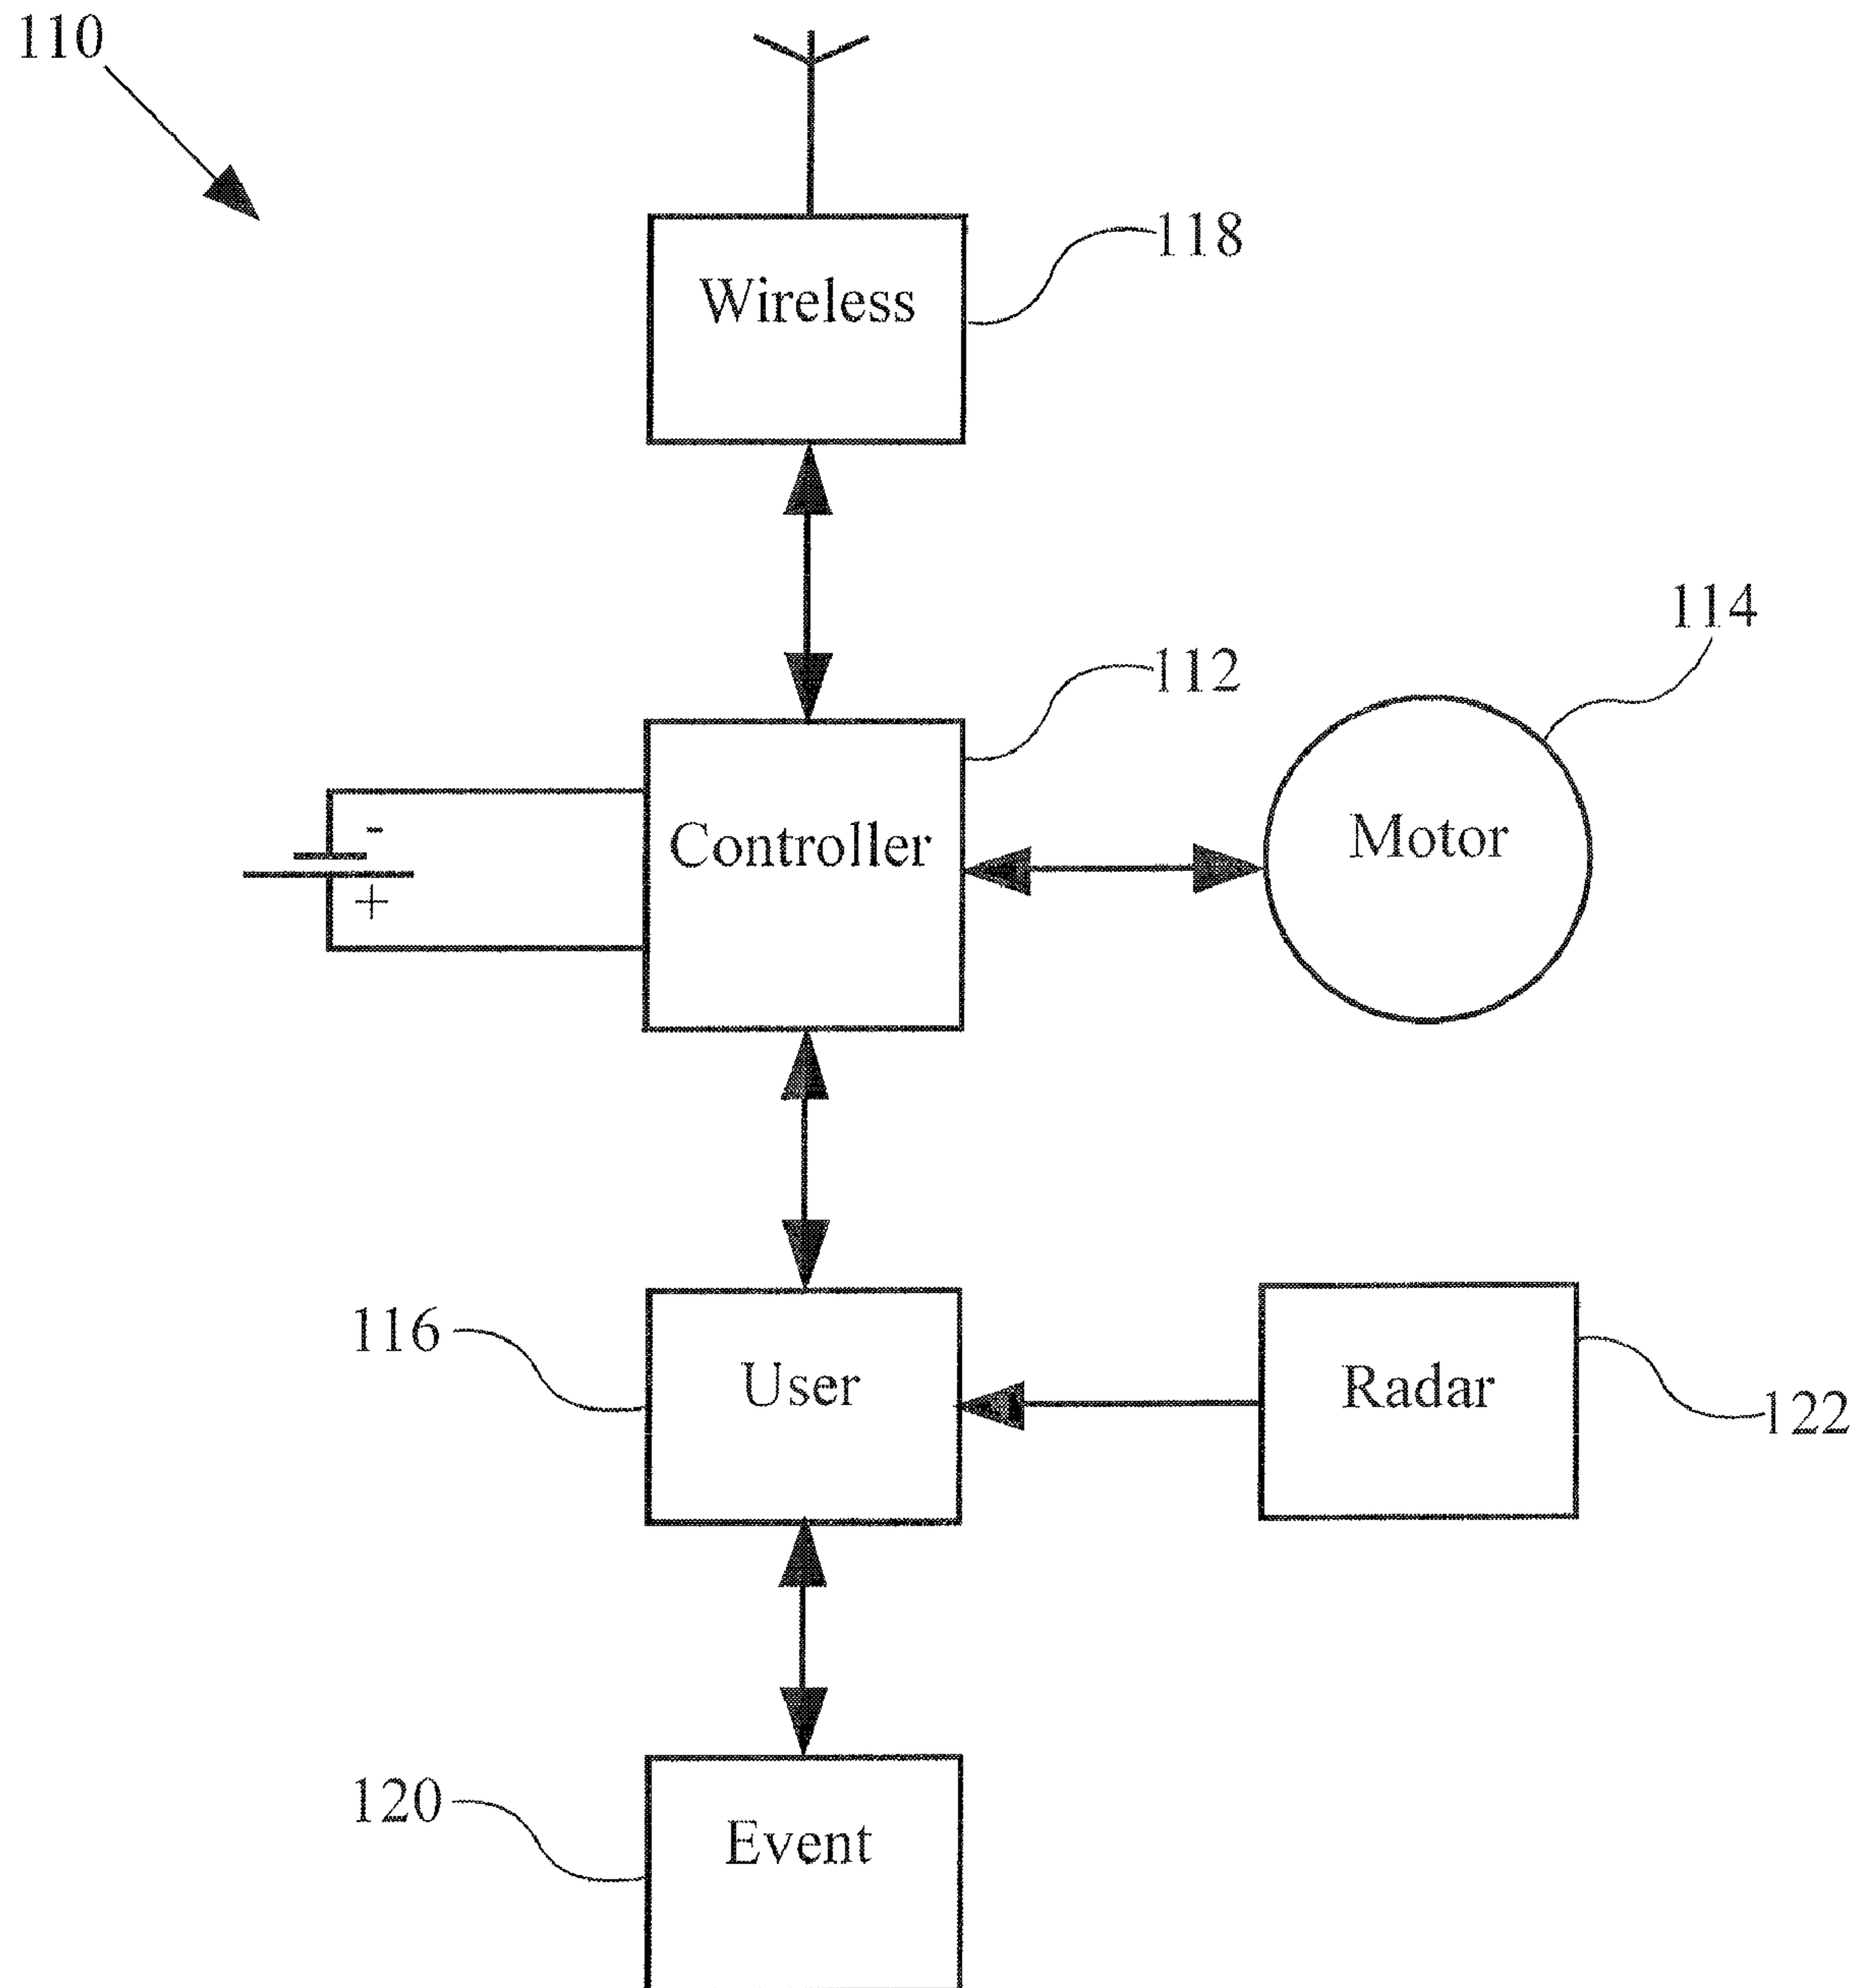 110
118
Wireless
114
112
Controller
Motor
-
+
116
User
Radar
122
120
Event